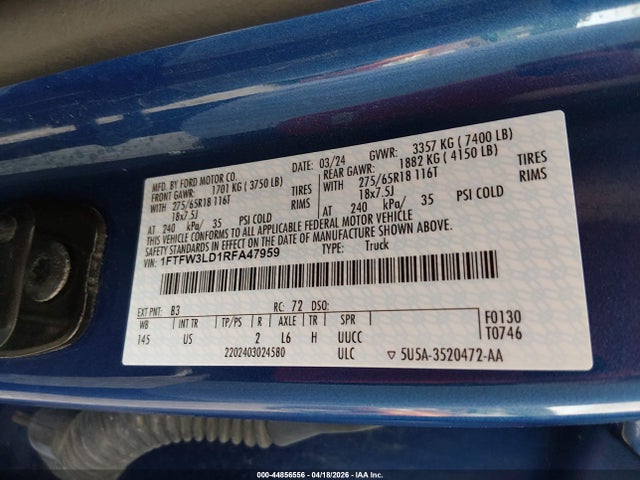 MFD. BY FORD MOTOR CO.
DATE: 03/24 GVWR: 3357 KG ( 7400 LB)
FRONT GAWR: 1701 KG ( 3750 LB) REAR GAWR: 1882 KG ( 4150 LB)
WITH 275/65R18 116T TIRES WITH 275/65R18 116T TIRES
18x7.5J RIMS 18x7.5J RIMS
AT 240 kPa/ 35 PSI COLD AT 240 kPa/ 35 PSI COLD
THIS VEHICLE CONFORMS TO ALL APPLICABLE FEDERAL MOTOR VEHICLE
SAFETY STANDARDS IN EFFECT ON THE DATE OF MANUFACTURE SHOWN ABOVE.
VIN: 1FTFW3LD1RFA47959 TYPE: Truck
EXT PNT: B3 RC: 72 DSO: F0130
WB INT TR TP/PS R AXLE TR SPR T0746
145 US 2 L6 H UUCC
2202403024580 ULC ▽ 5U5A-3520472-AA
000-44856556 - 04/18/2026 - IAA Inc.